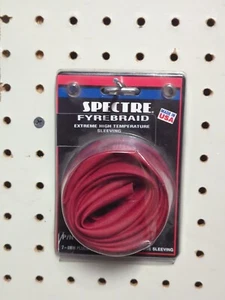 SPECTRE
MADE IN
USA
FYREBRAID
EXTREME HIGH TEMPERATURE
SLEEVING
SLEEVING